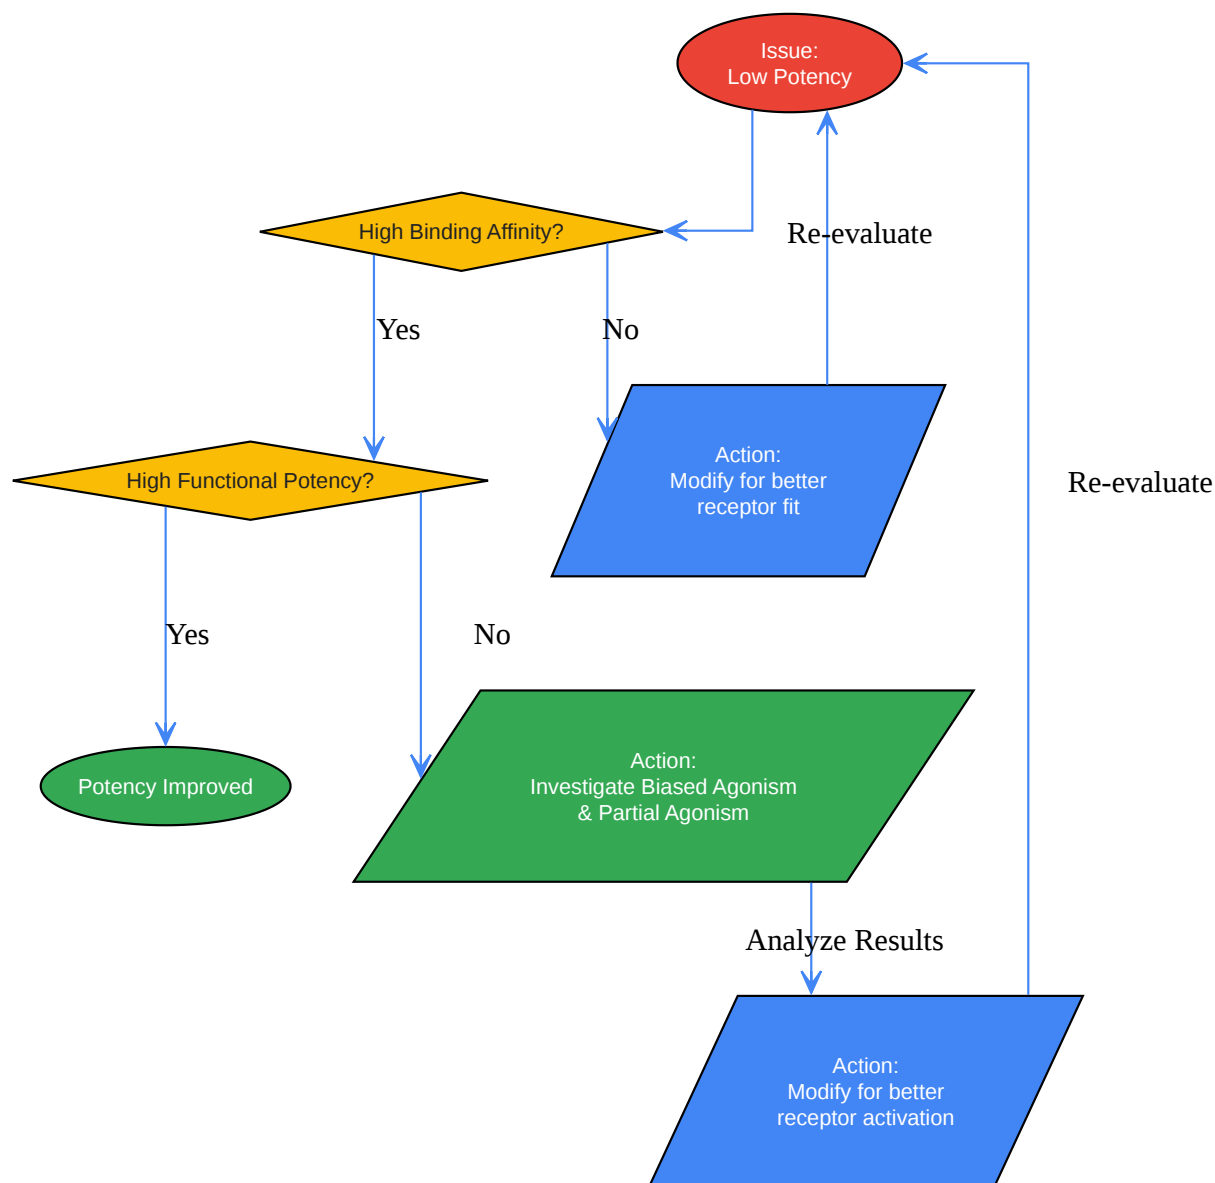 Issue:
Low Potency
High Binding Affinity?
Re-evaluate
Yes
No
Action:
Modify for better
receptor fit
High Functional Potency?
Re-evaluate
Yes
No
Potency Improved
Action:
Investigate Biased Agonism
& Partial Agonism
Analyze Results
Action:
Modify for better
receptor activation